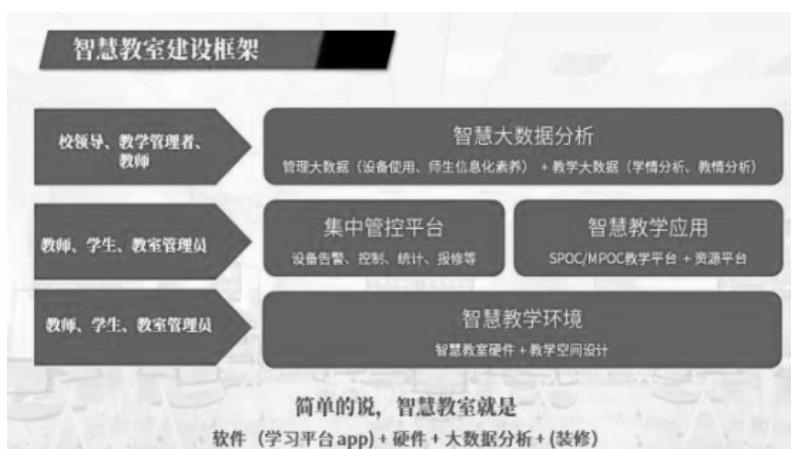 智慧教室建设框架
校领导、教学管理者、
教师
智慧大数据分析
管理大数据（设备使用、师生信息化素养） + 教学大数据（学情分析、教情分析）
教师、学生、教室管理员
集中管控平台
设备告警、控制、统计、报修等
智慧教学应用
SPOC/MPOC教学平台 + 资源平台
教师、学生、教室管理员
智慧教学环境
智慧教室硬件 + 教学空间设计
简单的说，智慧教室就是
软件（学习平台app) + 硬件 + 大数据分析 + (装修）